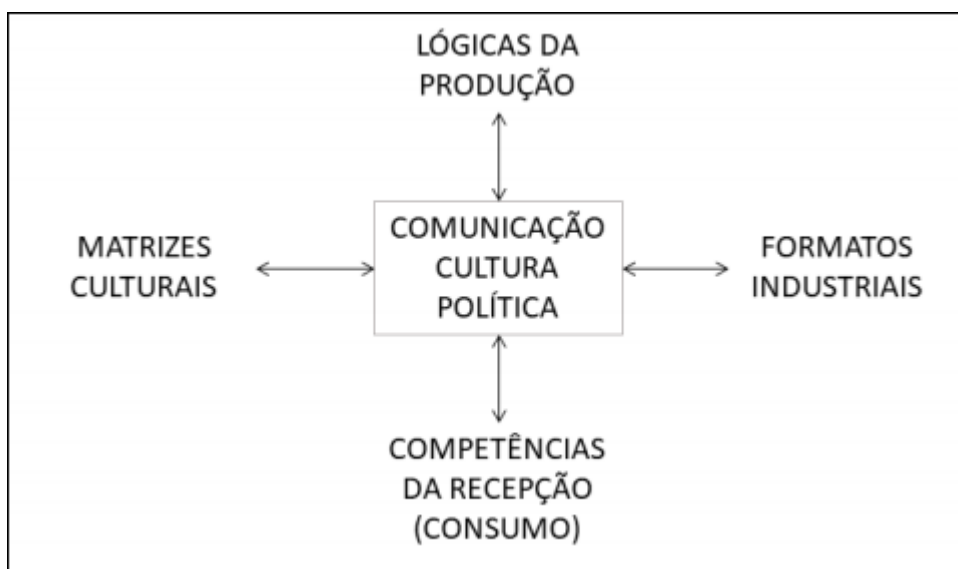 LÓGICAS DA
PRODUÇÃO
MATRIZES
CULTURAIS
COMUNICAÇÃO
CULTURA
POLÍTICA
FORMATOS
INDUSTRIAIS
COMPETÊNCIAS
DA RECEPÇÃO
(CONSUMO)